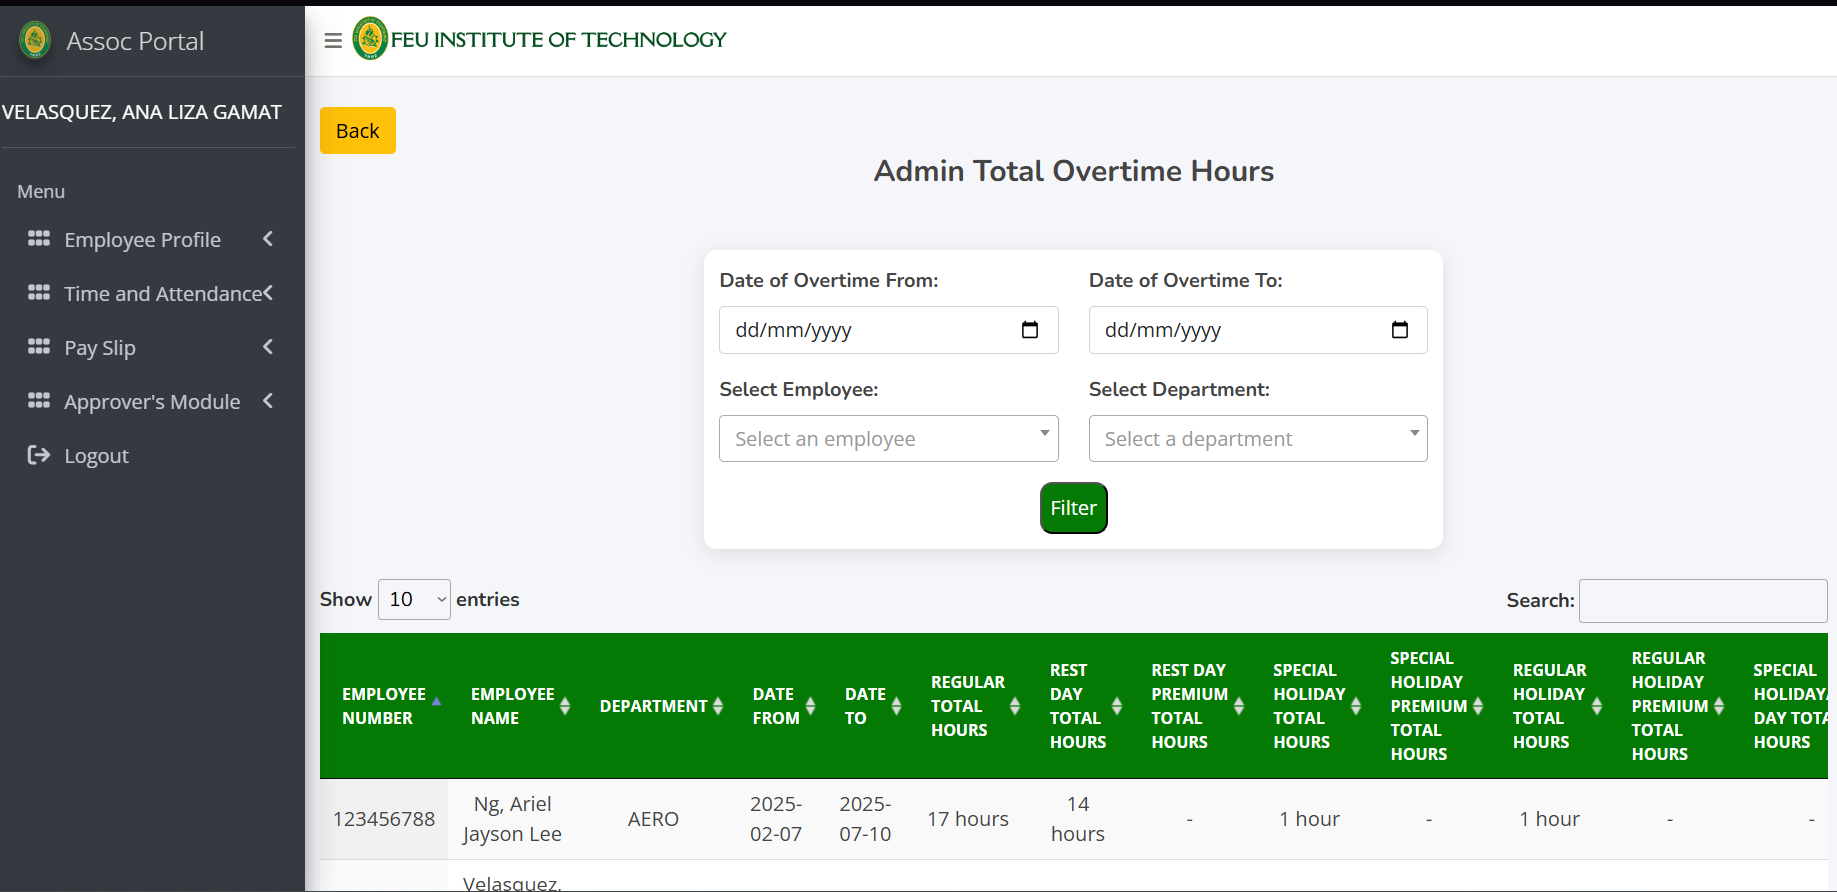 Assoc Portal
FEU INSTITUTE OF TECHNOLOGY
VELASQUEZ, ANA LIZA GAMAT
Menu
Employee Profile
Time and Attendance
Pay Slip
Approver's Module
Logout
Back
Admin Total Overtime Hours
Date of Overtime From:
Date of Overtime To:
dd/mm/yyyy
dd/mm/yyyy
Select Employee:
Select Department:
Select an employee
Select a department
Filter
Show 10 entries
Search:
EMPLOYEE
NUMBER
EMPLOYEE
NAME
DEPARTMENT
DATE
FROM
DATE
TO
REGULAR
TOTAL
HOURS
REST
DAY
TOTAL
HOURS
REST DAY
PREMIUM
TOTAL
HOURS
SPECIAL
HOLIDAY
TOTAL
HOURS
SPECIAL
HOLIDAY
PREMIUM
TOTAL
HOURS
REGULAR
HOLIDAY
TOTAL
HOURS
REGULAR
HOLIDAY
PREMIUM
TOTAL
HOURS
SPECIAL
HOLIDAY/
DAY TOTA
HOURS
123456788
Ng, Ariel
Jayson Lee
AERO
2025-
02-07
2025-
07-10
17 hours
14
hours
-
1 hour
-
1 hour
-
-
Velasquez,